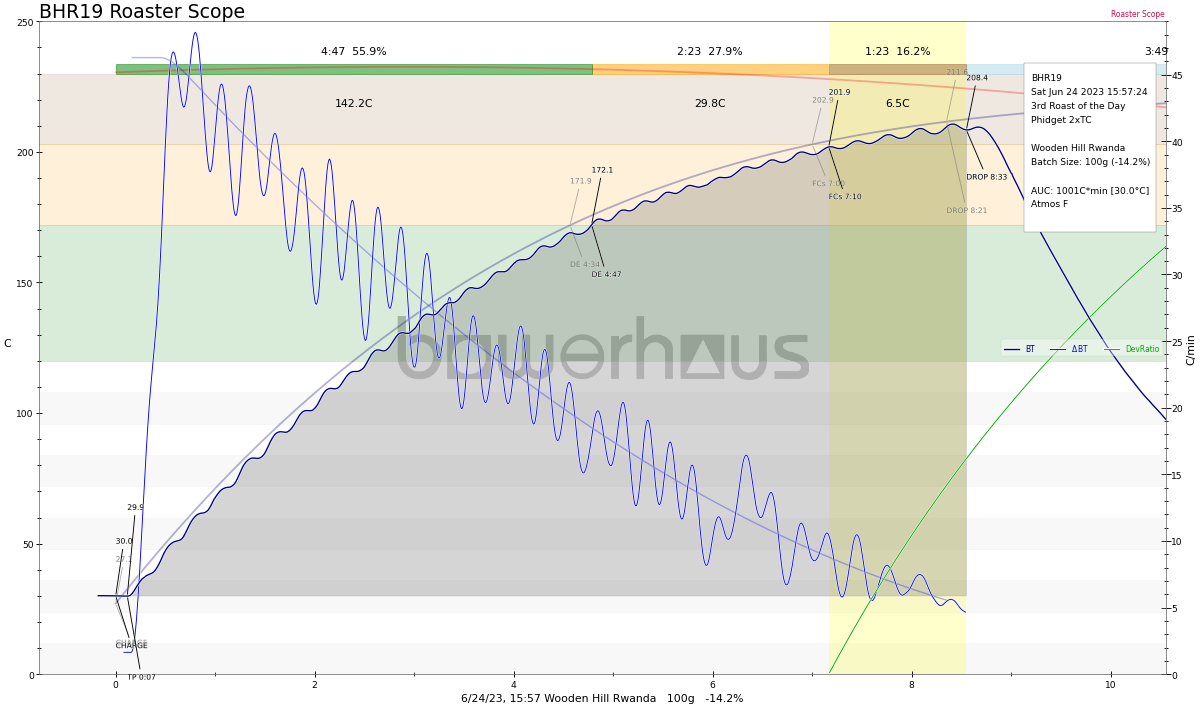 BHR19 Roaster Scope
Roaster Scope
250
4:47 55.9%
2:23 27.9%
1:23 16.2%
3:49
142.2C
29.8C
6.5C
211.
208.4
202.9
201.9
BHR19
Sat Jun 24 2023 15:57:24
3rd Roast of the Day
Phidget 2xTC
Wooden Hill Rwanda
Batch Size: 100g (-14.2%)
AUC: 1001C*min [30.0°C]
Atmos F
45
40
35
30
25
20
15
10
5
0
200
150
100
50
0
171.9
172.1
FCs 7:00
FCs 7:10
DROP 8:33
DROP 8:21
DE 4:34
DE 4:47
bauerhaus
C
C/min
BT
ΔBT
DevRatio
29.9
30.0
CHARGE
CHARGE
TP 0:07
0
2
4
6
8
10
6/24/23, 15:57 Wooden Hill Rwanda 100g -14.2%